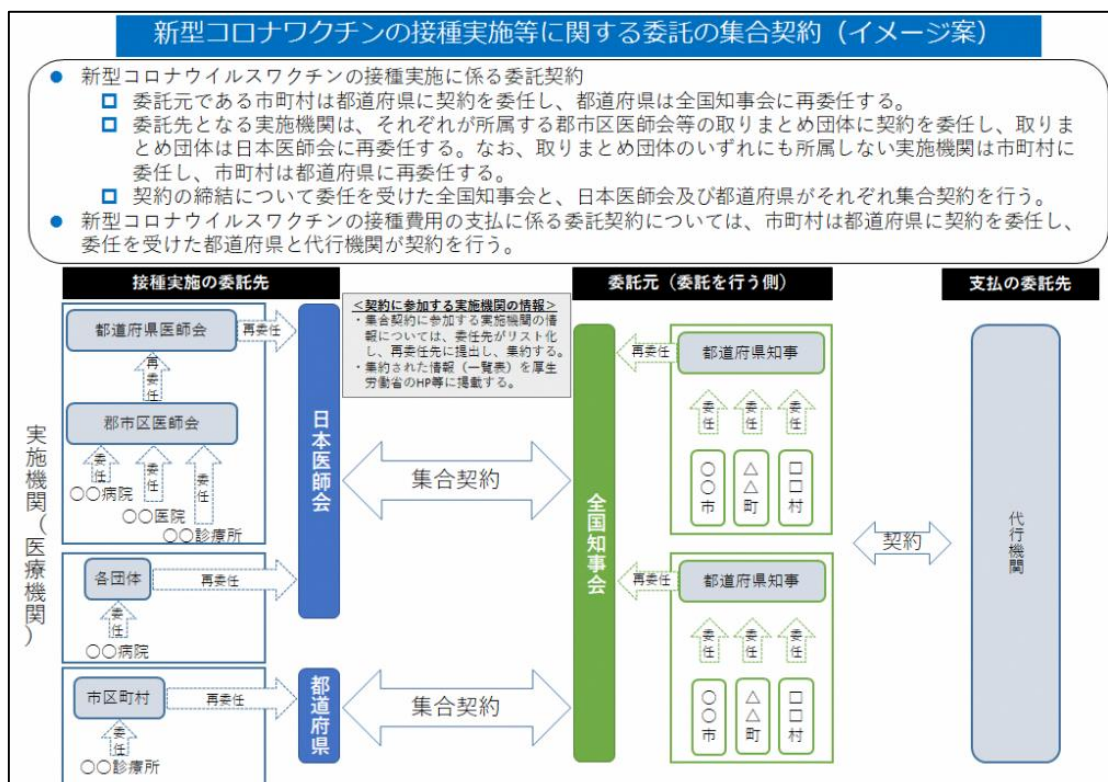 新型コロナワクチンの接種実施等に関する委託の集合契約（イメージ案）
● 新型コロナウイルスワクチンの接種実施に係る委託契約
□ 委託元である市町村は都道府県に契約を委任し、都道府県は全国知事会に再委任する。
□ 委託先となる実施機関は、それぞれが所属する郡市区医師会等の取りまとめ団体に契約を委任し、取りま
とめ団体は日本医師会に再委任する。なお、取りまとめ団体のいずれにも所属しない実施機関は市町村に
委任し、市町村は都道府県に再委任する。
□ 契約の締結について委任を受けた全国知事会と、日本医師会及び都道府県がそれぞれ集合契約を行う。
● 新型コロナウイルスワクチンの接種費用の支払に係る委託契約については、市町村は都道府県に契約を委任し、
委任を受けた都道府県と代行機関が契約を行う。
接種実施の委託先
実施機関（医療機関）
都道府県医師会
再委任
再委任
郡市区医師会
委任
委任
委任
〇〇病院
〇〇医院
〇〇診療所
各団体
再委任
委任
〇〇病院
市区町村
再委任
委任
〇〇診療所
日本医師会
都道府県
＜契約に参加する実施機関の情報＞
・集合契約に参加する実施機関の情
報については、委任先がリスト化
し、再委任先に提出し、集約する。
・集約された情報（一覧表）を厚生
労働省のHP等に掲載する。
集合契約
集合契約
委託元（委託を行う側）
全国知事会
再委任
都道府県知事
委任
委任
委任
〇〇市
△△町
□□村
再委任
都道府県知事
委任
委任
委任
〇〇市
△△町
□□村
契約
支払の委託先
代行機関